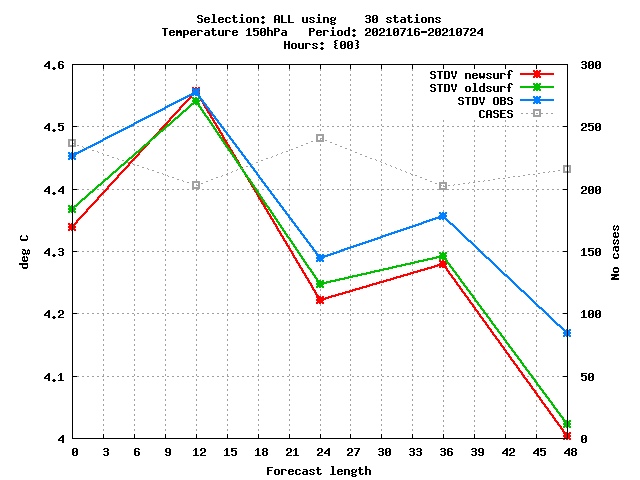 Selection: ALL using    30 stations
Temperature 150hPa   Period: 20210716-20210724
Hours: {00}
STDV newsurf
STDV oldsurf
STDV OBS
CASES
4.6
4.5
4.4
4.3
4.2
4.1
4
deg C
300
250
200
150
100
50
0
No cases
0 3 6 9 12 15 18 21 24 27 30 33 36 39 42 45 48
Forecast length